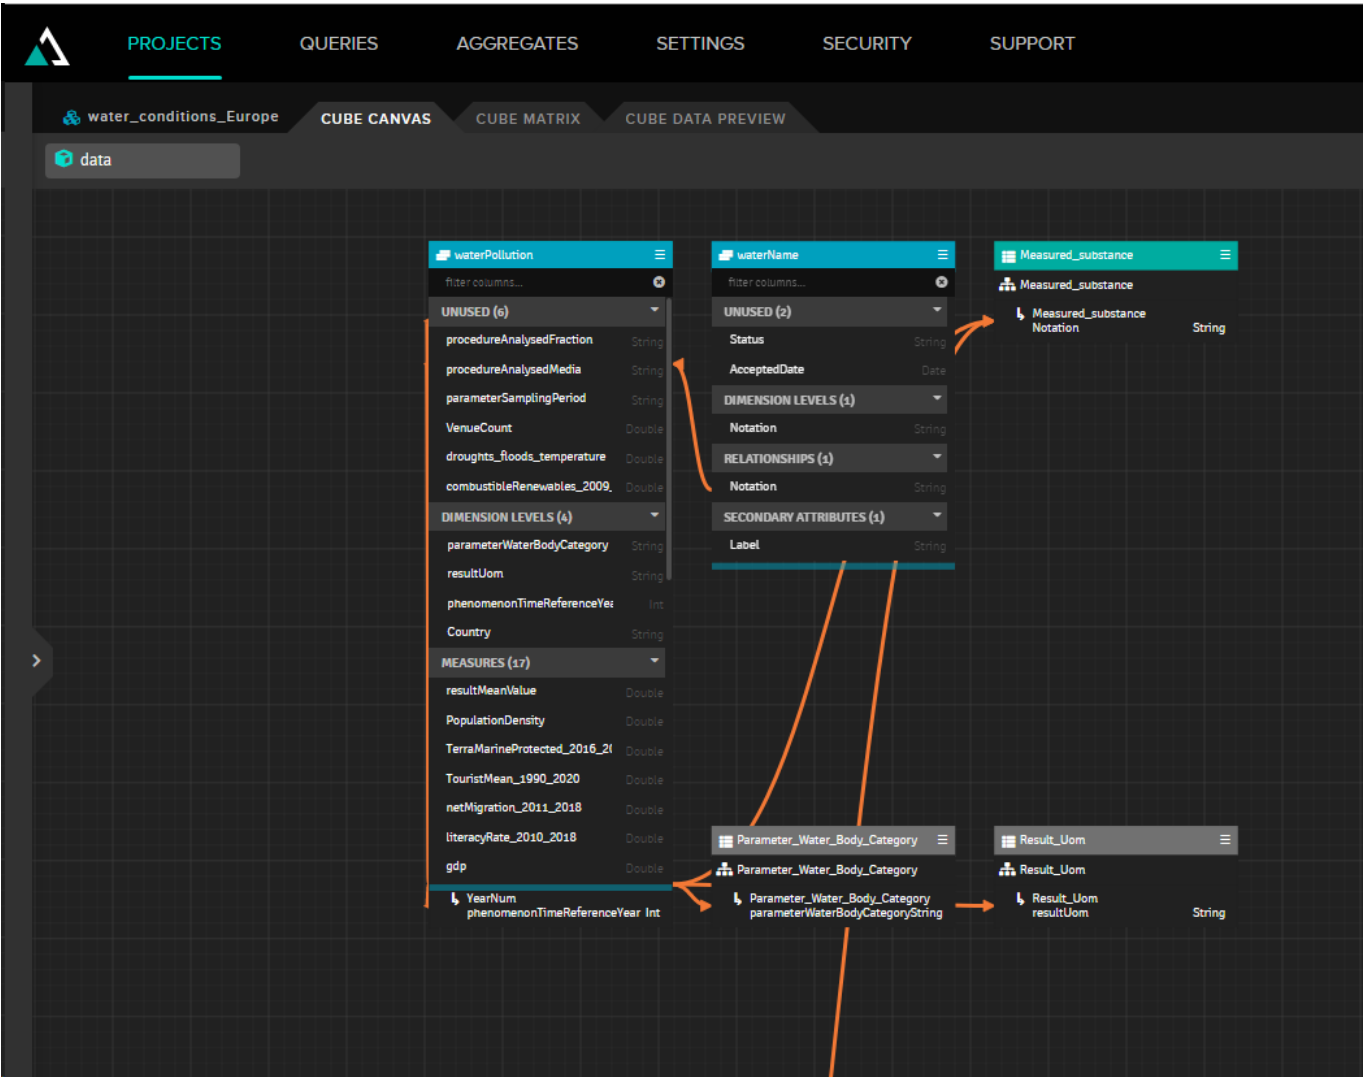 PROJECTS QUERIES AGGREGATES SETTINGS SECURITY SUPPORT
water_conditions_Europe CUBE CANVAS CUBE MATRIX CUBE DATA PREVIEW
data
waterPollution
filter columns...
UNUSED (6)
procedureAnalysedFraction String
procedureAnalysedMedia String
parameterSamplingPeriod String
VenueCount Double
droughts_floods_temperature Double
combustibleRenewables_2009_ Double
DIMENSION LEVELS (4)
parameterWaterBodyCategory String
resultUom String
phenomenonTimeReferenceYea Int
Country String
MEASURES (17)
resultMeanValue Double
PopulationDensity Double
TerraMarineProtected_2016_2( Double
TouristMean_1990_2020 Double
netMigration_2011_2018 Double
literacyRate_2010_2018 Double
gdp Double
YearNum
phenomenonTimeReferenceYear Int
waterName
filter columns...
UNUSED (2)
Status String
AcceptedDate Date
DIMENSION LEVELS (1)
Notation String
RELATIONSHIPS (1)
Notation String
SECONDARY ATTRIBUTES (1)
Label String
Measured_substance
Measured_substance
Measured_substance
Notation String
Parameter_Water_Body_Category
Parameter_Water_Body_Category
Parameter_Water_Body_Category
parameterWaterBodyCategoryString
Result_Uom
Result_Uom
Result_Uom
resultUom String